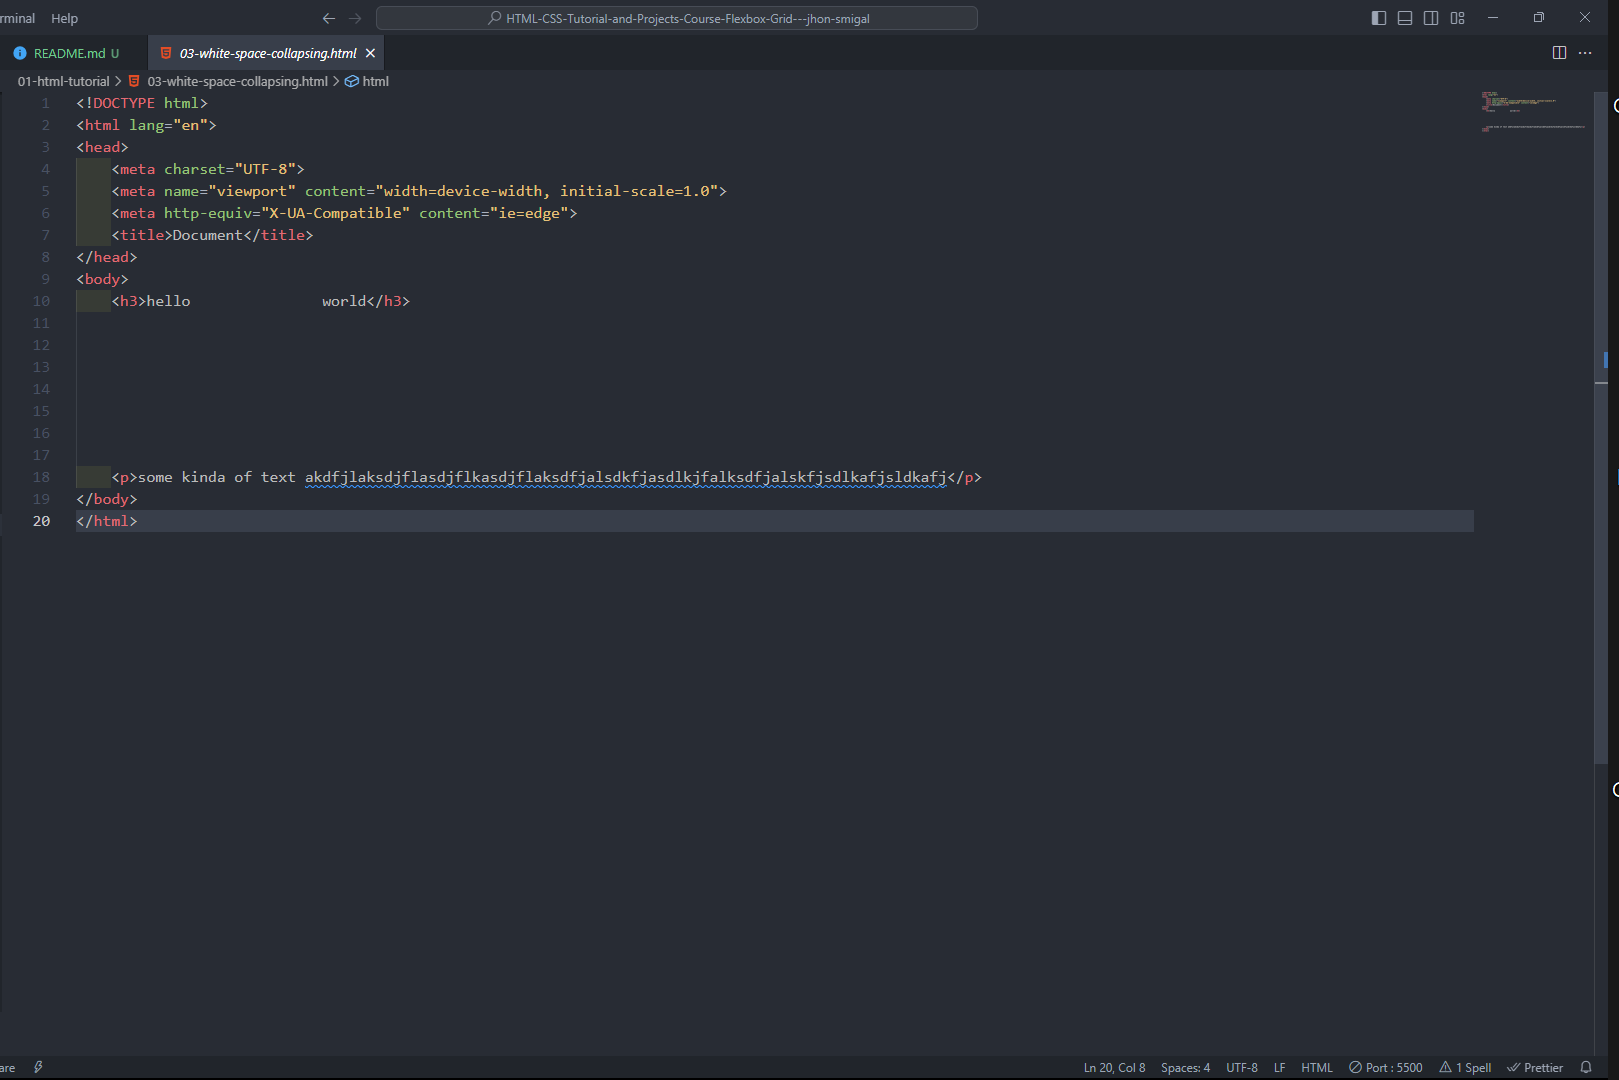 rminal Help HTML-CSS-Tutorial-and-Projects-Course-Flexbox-Grid---jhon-smigal
README.md U 03-white-space-collapsing.html
01-html-tutorial > 03-white-space-collapsing.html > html
1 <!DOCTYPE html>
2 <html lang="en">
3 <head>
4 <meta charset="UTF-8">
5 <meta name="viewport" content="width=device-width, initial-scale=1.0">
6 <meta http-equiv="X-UA-Compatible" content="ie=edge">
7 <title>Document</title>
8 </head>
9 <body>
10 <h3>hello               world</h3>
11
12
13
14
15
16
17
18 <p>some kinda of text akdfjlaksdjflasdjflkasdjflaksdfjalsdkfjasdlkjfalksdfjalskfjsdlkafjsldkafj</p>
19 </body>
20 </html>
are Ln 20, Col 8 Spaces: 4 UTF-8 LF HTML Port : 5500 1 Spell Prettier